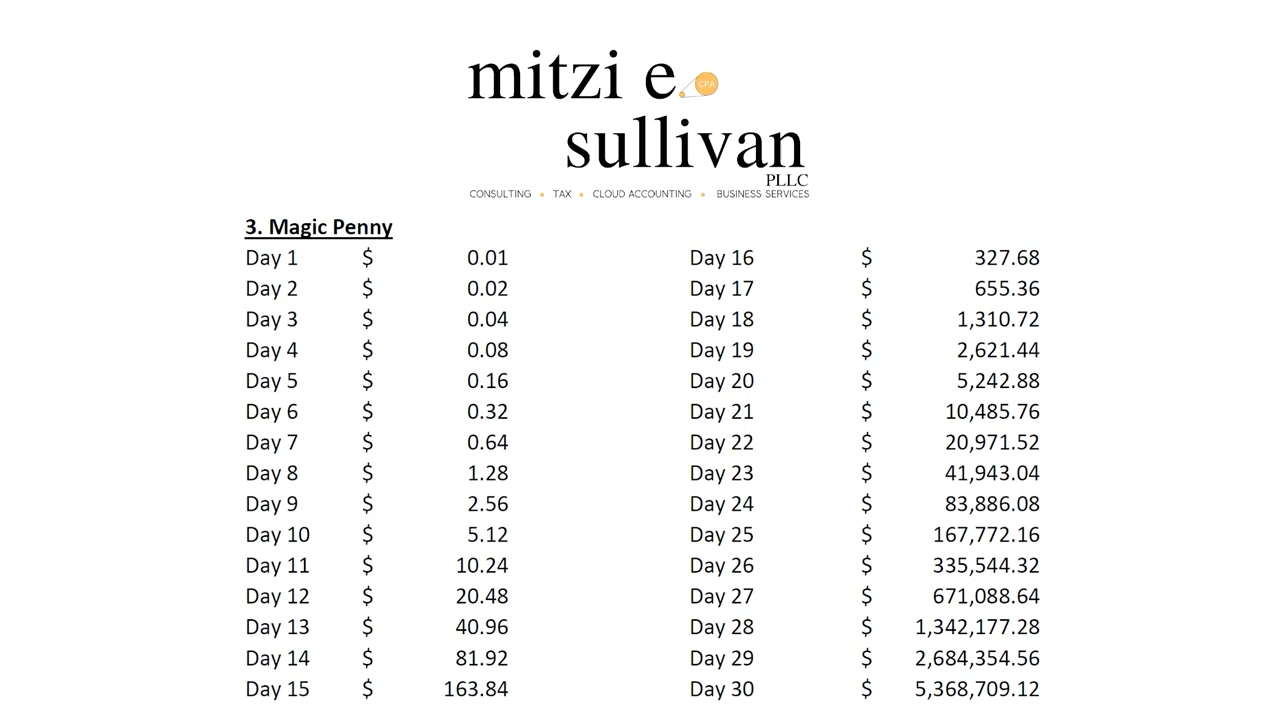 mitzi e
CPA
sullivan
PLLC
CONSULTING • TAX • CLOUD ACCOUNTING • BUSINESS SERVICES
3. Magic Penny
Day 1 $ 0.01
Day 2 $ 0.02
Day 3 $ 0.04
Day 4 $ 0.08
Day 5 $ 0.16
Day 6 $ 0.32
Day 7 $ 0.64
Day 8 $ 1.28
Day 9 $ 2.56
Day 10 $ 5.12
Day 11 $ 10.24
Day 12 $ 20.48
Day 13 $ 40.96
Day 14 $ 81.92
Day 15 $ 163.84
Day 16 $ 327.68
Day 17 $ 655.36
Day 18 $ 1,310.72
Day 19 $ 2,621.44
Day 20 $ 5,242.88
Day 21 $ 10,485.76
Day 22 $ 20,971.52
Day 23 $ 41,943.04
Day 24 $ 83,886.08
Day 25 $ 167,772.16
Day 26 $ 335,544.32
Day 27 $ 671,088.64
Day 28 $ 1,342,177.28
Day 29 $ 2,684,354.56
Day 30 $ 5,368,709.12